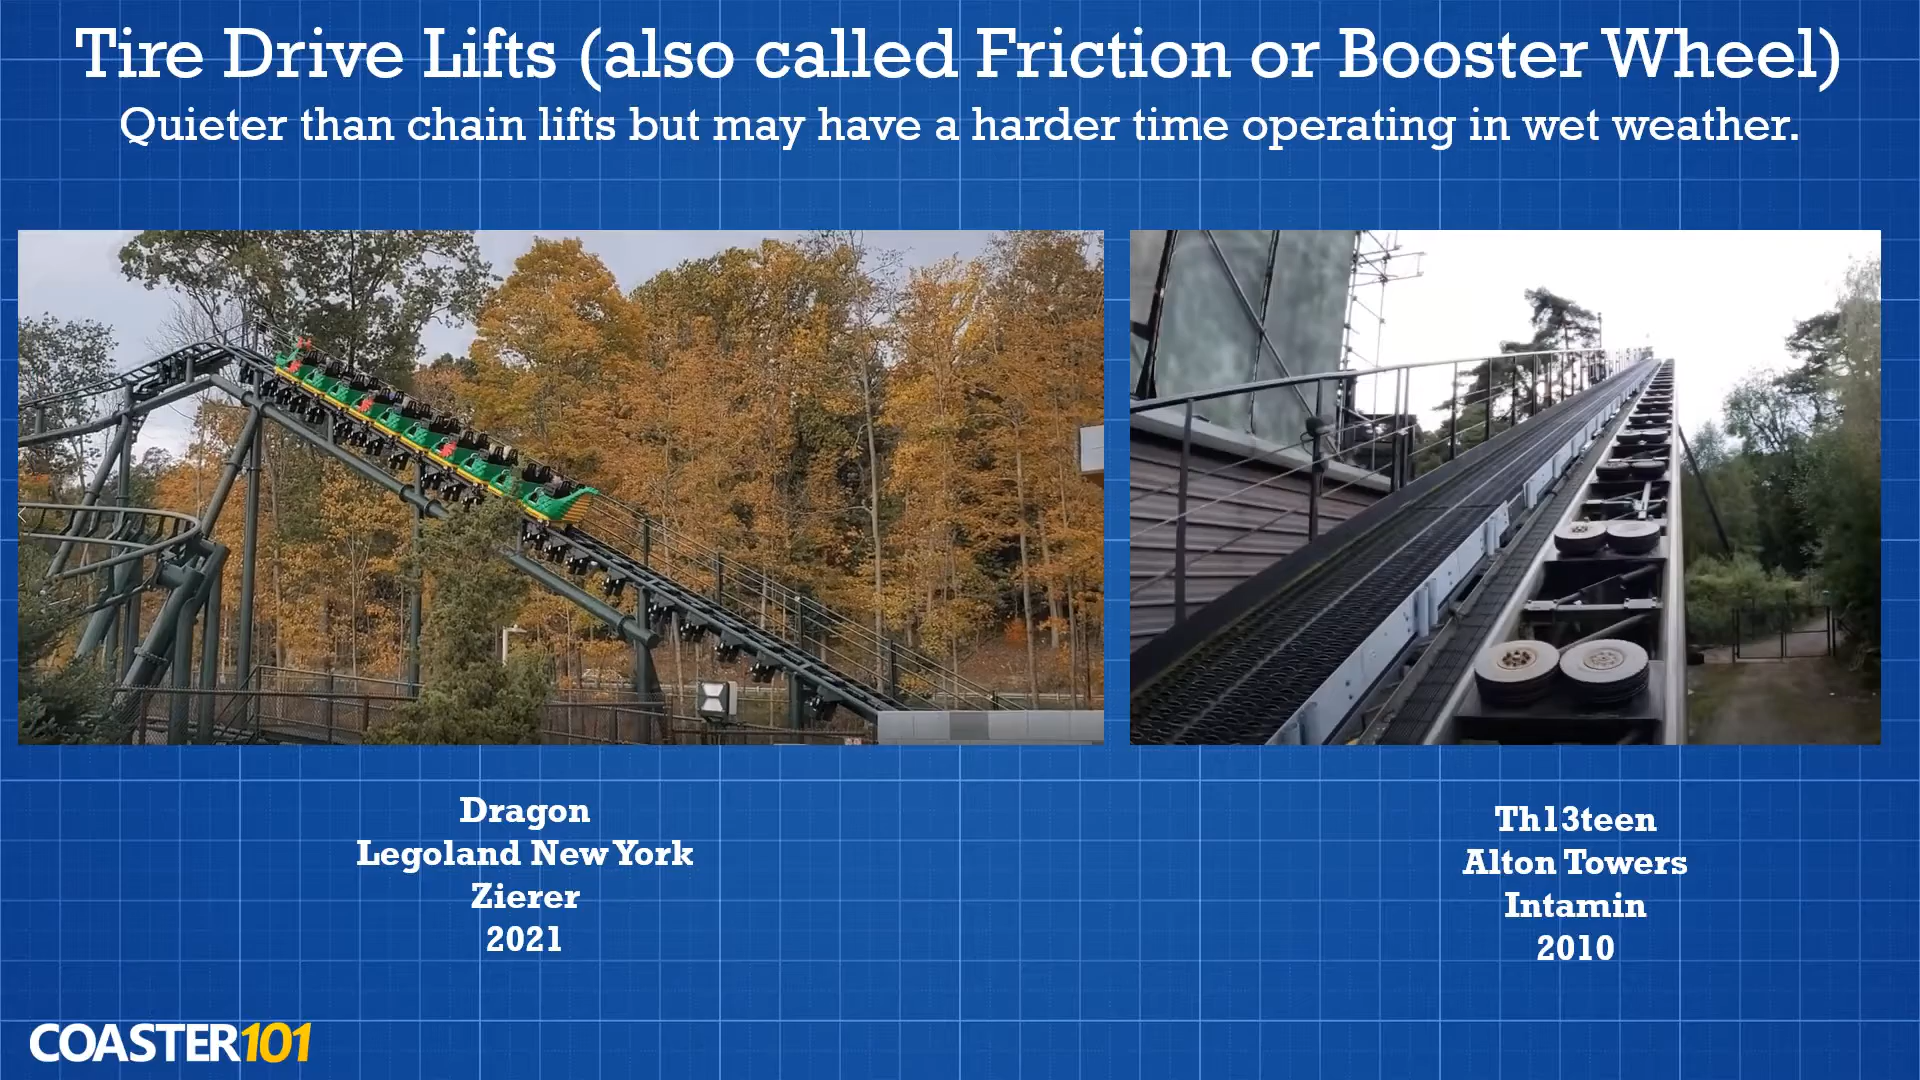 Tire Drive Lifts (also called Friction or Booster Wheel)
Quieter than chain lifts but may have a harder time operating in wet weather.
Dragon
Legoland New York
Zierer
2021
Th13teen
Alton Towers
Intamin
2010
COASTER101